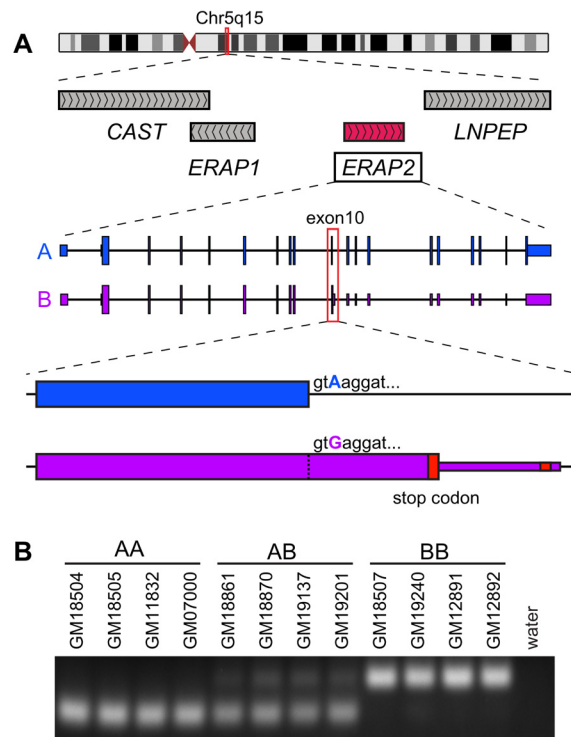 Chr5q15
A
CAST
LNPEP
ERAP1
ERAP2
exon10
A
B
gtAaggat...
gtGaggat...
stop codon
B
AA
AB
BB
GM18504
GM18505
GM11832
GM07000
GM18861
GM18870
GM19137
GM19201
GM18507
GM19240
GM12891
GM12892
water